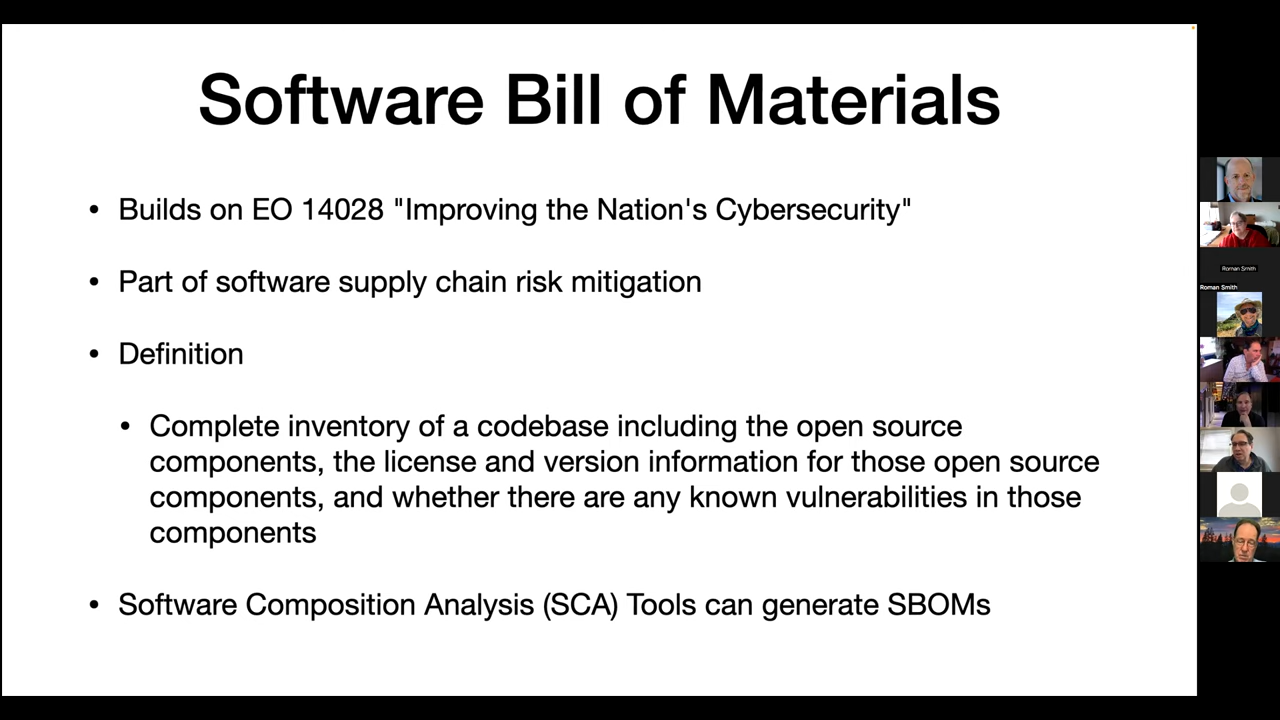 Software Bill of Materials
• Builds on EO 14028 "Improving the Nation's Cybersecurity"
• Part of software supply chain risk mitigation
• Definition
• Complete inventory of a codebase including the open source
components, the license and version information for those open source
components, and whether there are any known vulnerabilities in those
components
• Software Composition Analysis (SCA) Tools can generate SBOMs
Roman Smith
Roman Smith